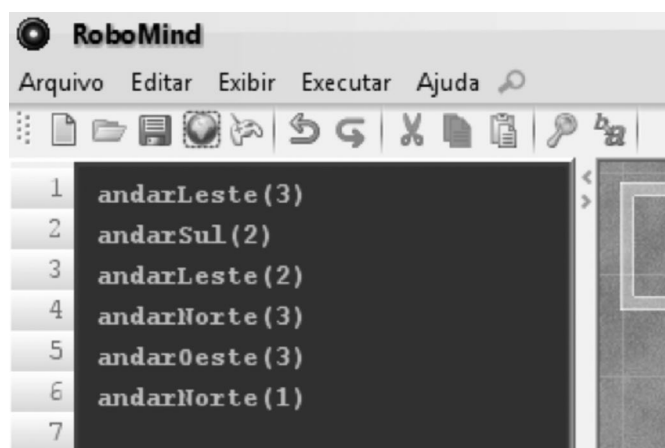 RoboMind
Arquivo Editar Exibir Executar Ajuda
ba
1 andarLeste(3)
2 andarSul(2)
3 andarLeste(2)
4 andarNorte(3)
5 andarOeste(3)
6 andarNorte(1)
7